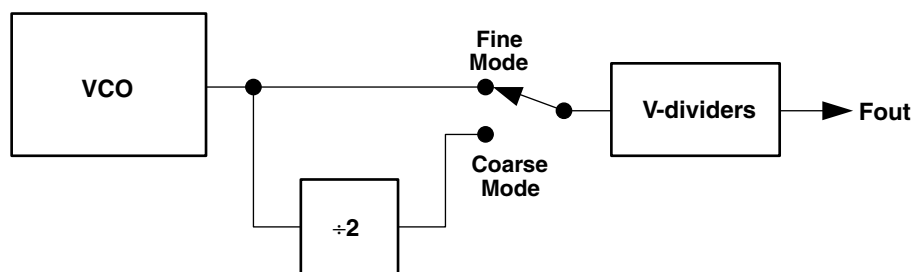 Fine
Mode
VCO
V-dividers
Fout
Coarse
Mode
÷2